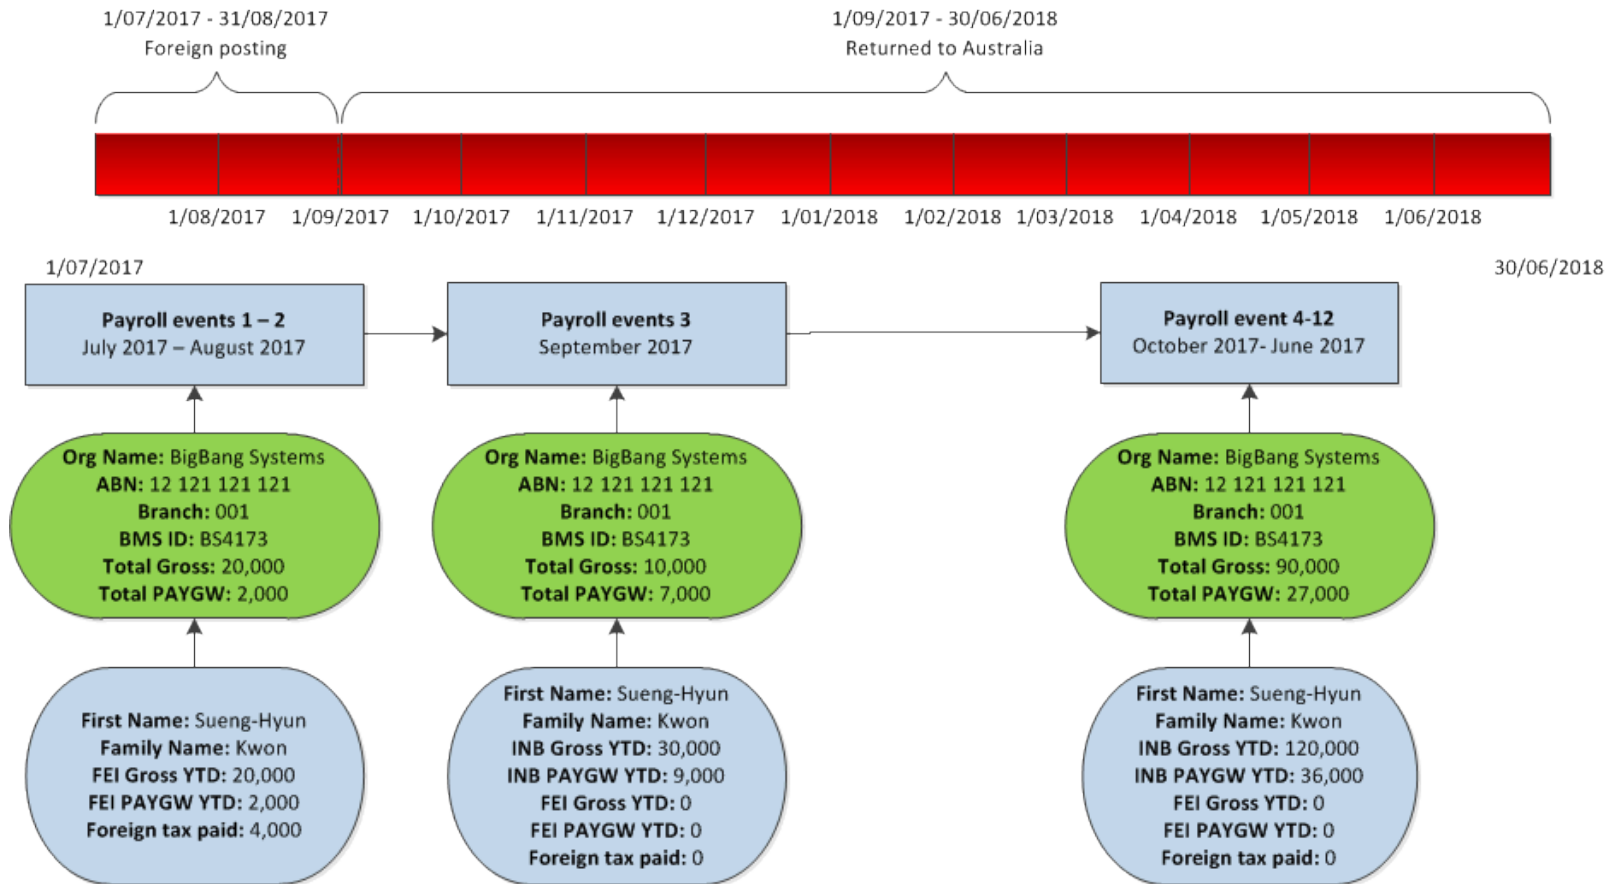 1/07/2017 - 31/08/2017
Foreign posting
1/09/2017 - 30/06/2018
Returned to Australia
1/08/2017
1/09/2017
1/10/2017
1/11/2017
1/12/2017
1/01/2018
1/02/2018
1/03/2018
1/04/2018
1/05/2018
1/06/2018
1/07/2017
30/06/2018
Payroll events 1 – 2
July 2017 – August 2017
Payroll events 3
September 2017
Payroll event 4-12
October 2017- June 2017
Org Name: BigBang Systems
ABN: 12 121 121 121
Branch: 001
BMS ID: BS4173
Total Gross: 20,000
Total PAYGW: 2,000
Org Name: BigBang Systems
ABN: 12 121 121 121
Branch: 001
BMS ID: BS4173
Total Gross: 10,000
Total PAYGW: 7,000
Org Name: BigBang Systems
ABN: 12 121 121 121
Branch: 001
BMS ID: BS4173
Total Gross: 90,000
Total PAYGW: 27,000
First Name: Sueng-Hyun
Family Name: Kwon
FEI Gross YTD: 20,000
FEI PAYGW YTD: 2,000
Foreign tax paid: 4,000
First Name: Sueng-Hyun
Family Name: Kwon
INB Gross YTD: 30,000
INB PAYGW YTD: 9,000
FEI Gross YTD: 0
FEI PAYGW YTD: 0
Foreign tax paid: 0
First Name: Sueng-Hyun
Family Name: Kwon
INB Gross YTD: 120,000
INB PAYGW YTD: 36,000
FEI Gross YTD: 0
FEI PAYGW YTD: 0
Foreign tax paid: 0